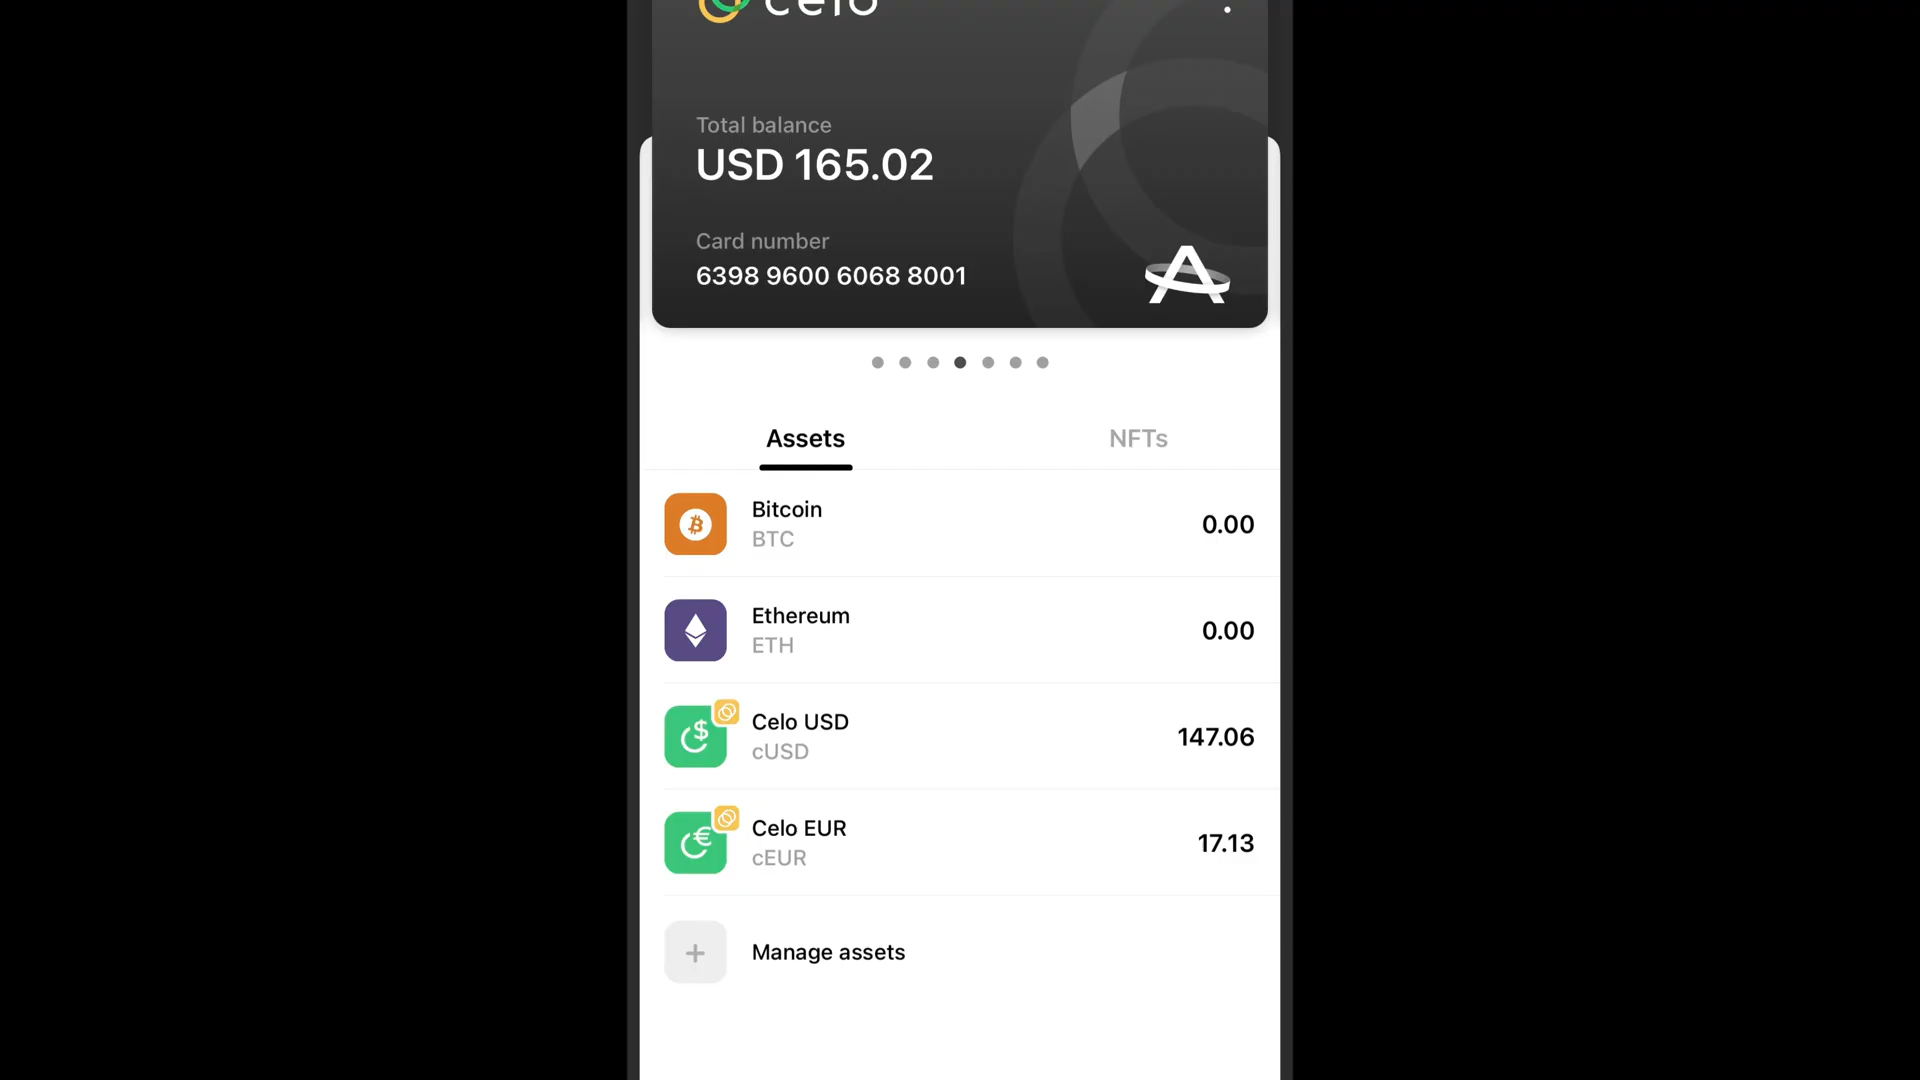 celo
Total balance
USD 165.02
Card number
6398 9600 6068 8001
Assets
NFTs
Bitcoin
BTC
0.00
Ethereum
ETH
0.00
Celo USD
cUSD
147.06
Celo EUR
cEUR
17.13
Manage assets